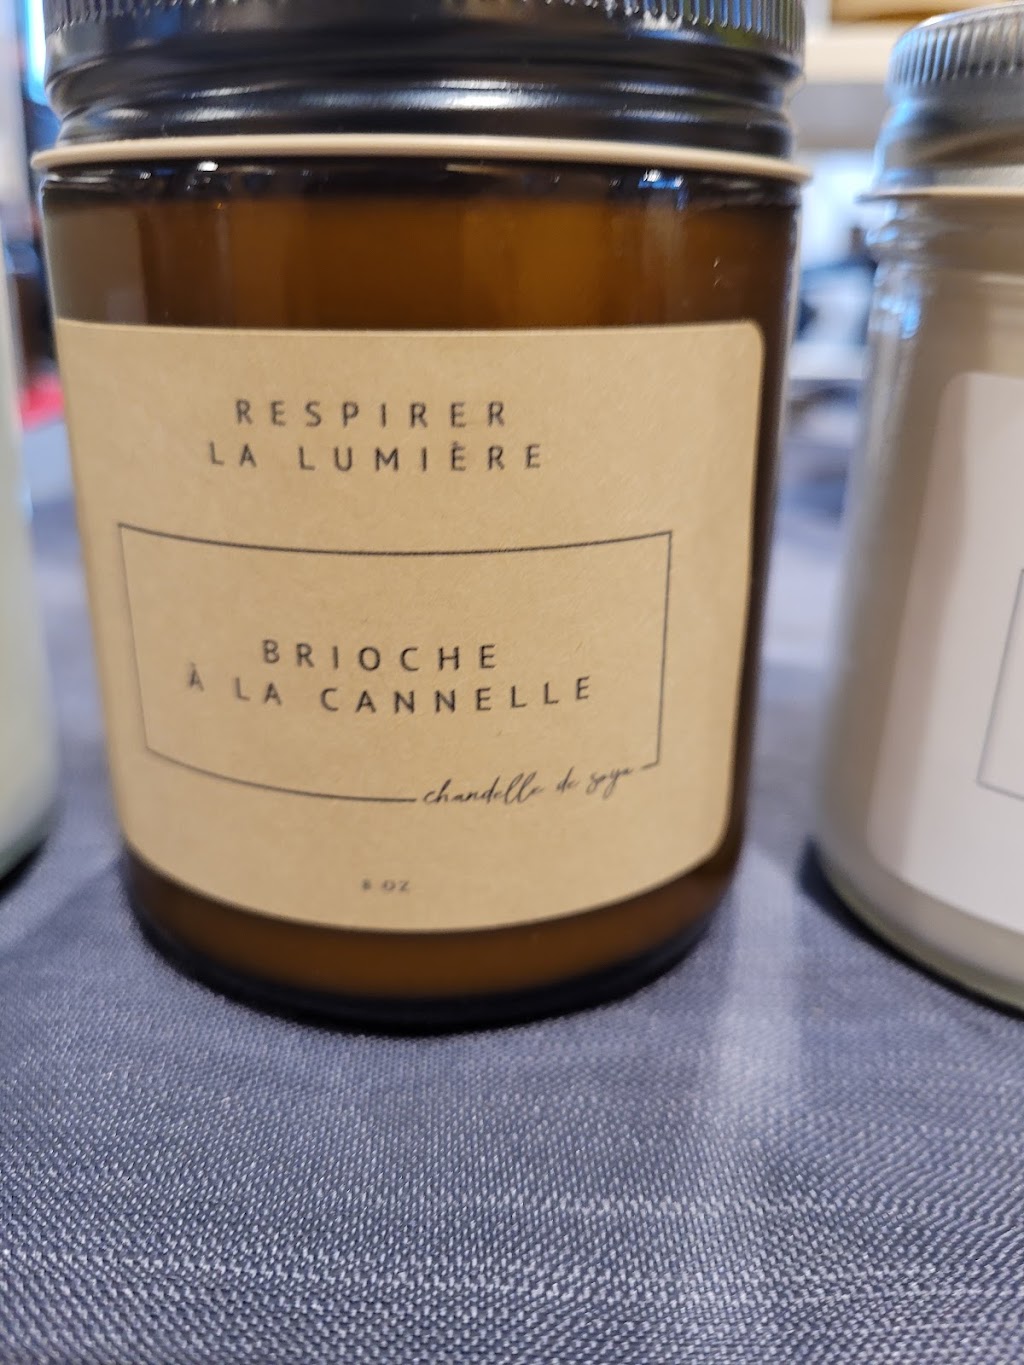 RESPIRER
LA LUMIÈRE
BRIOCHE
À LA CANNELLE
chandelle de soya
8 OZ